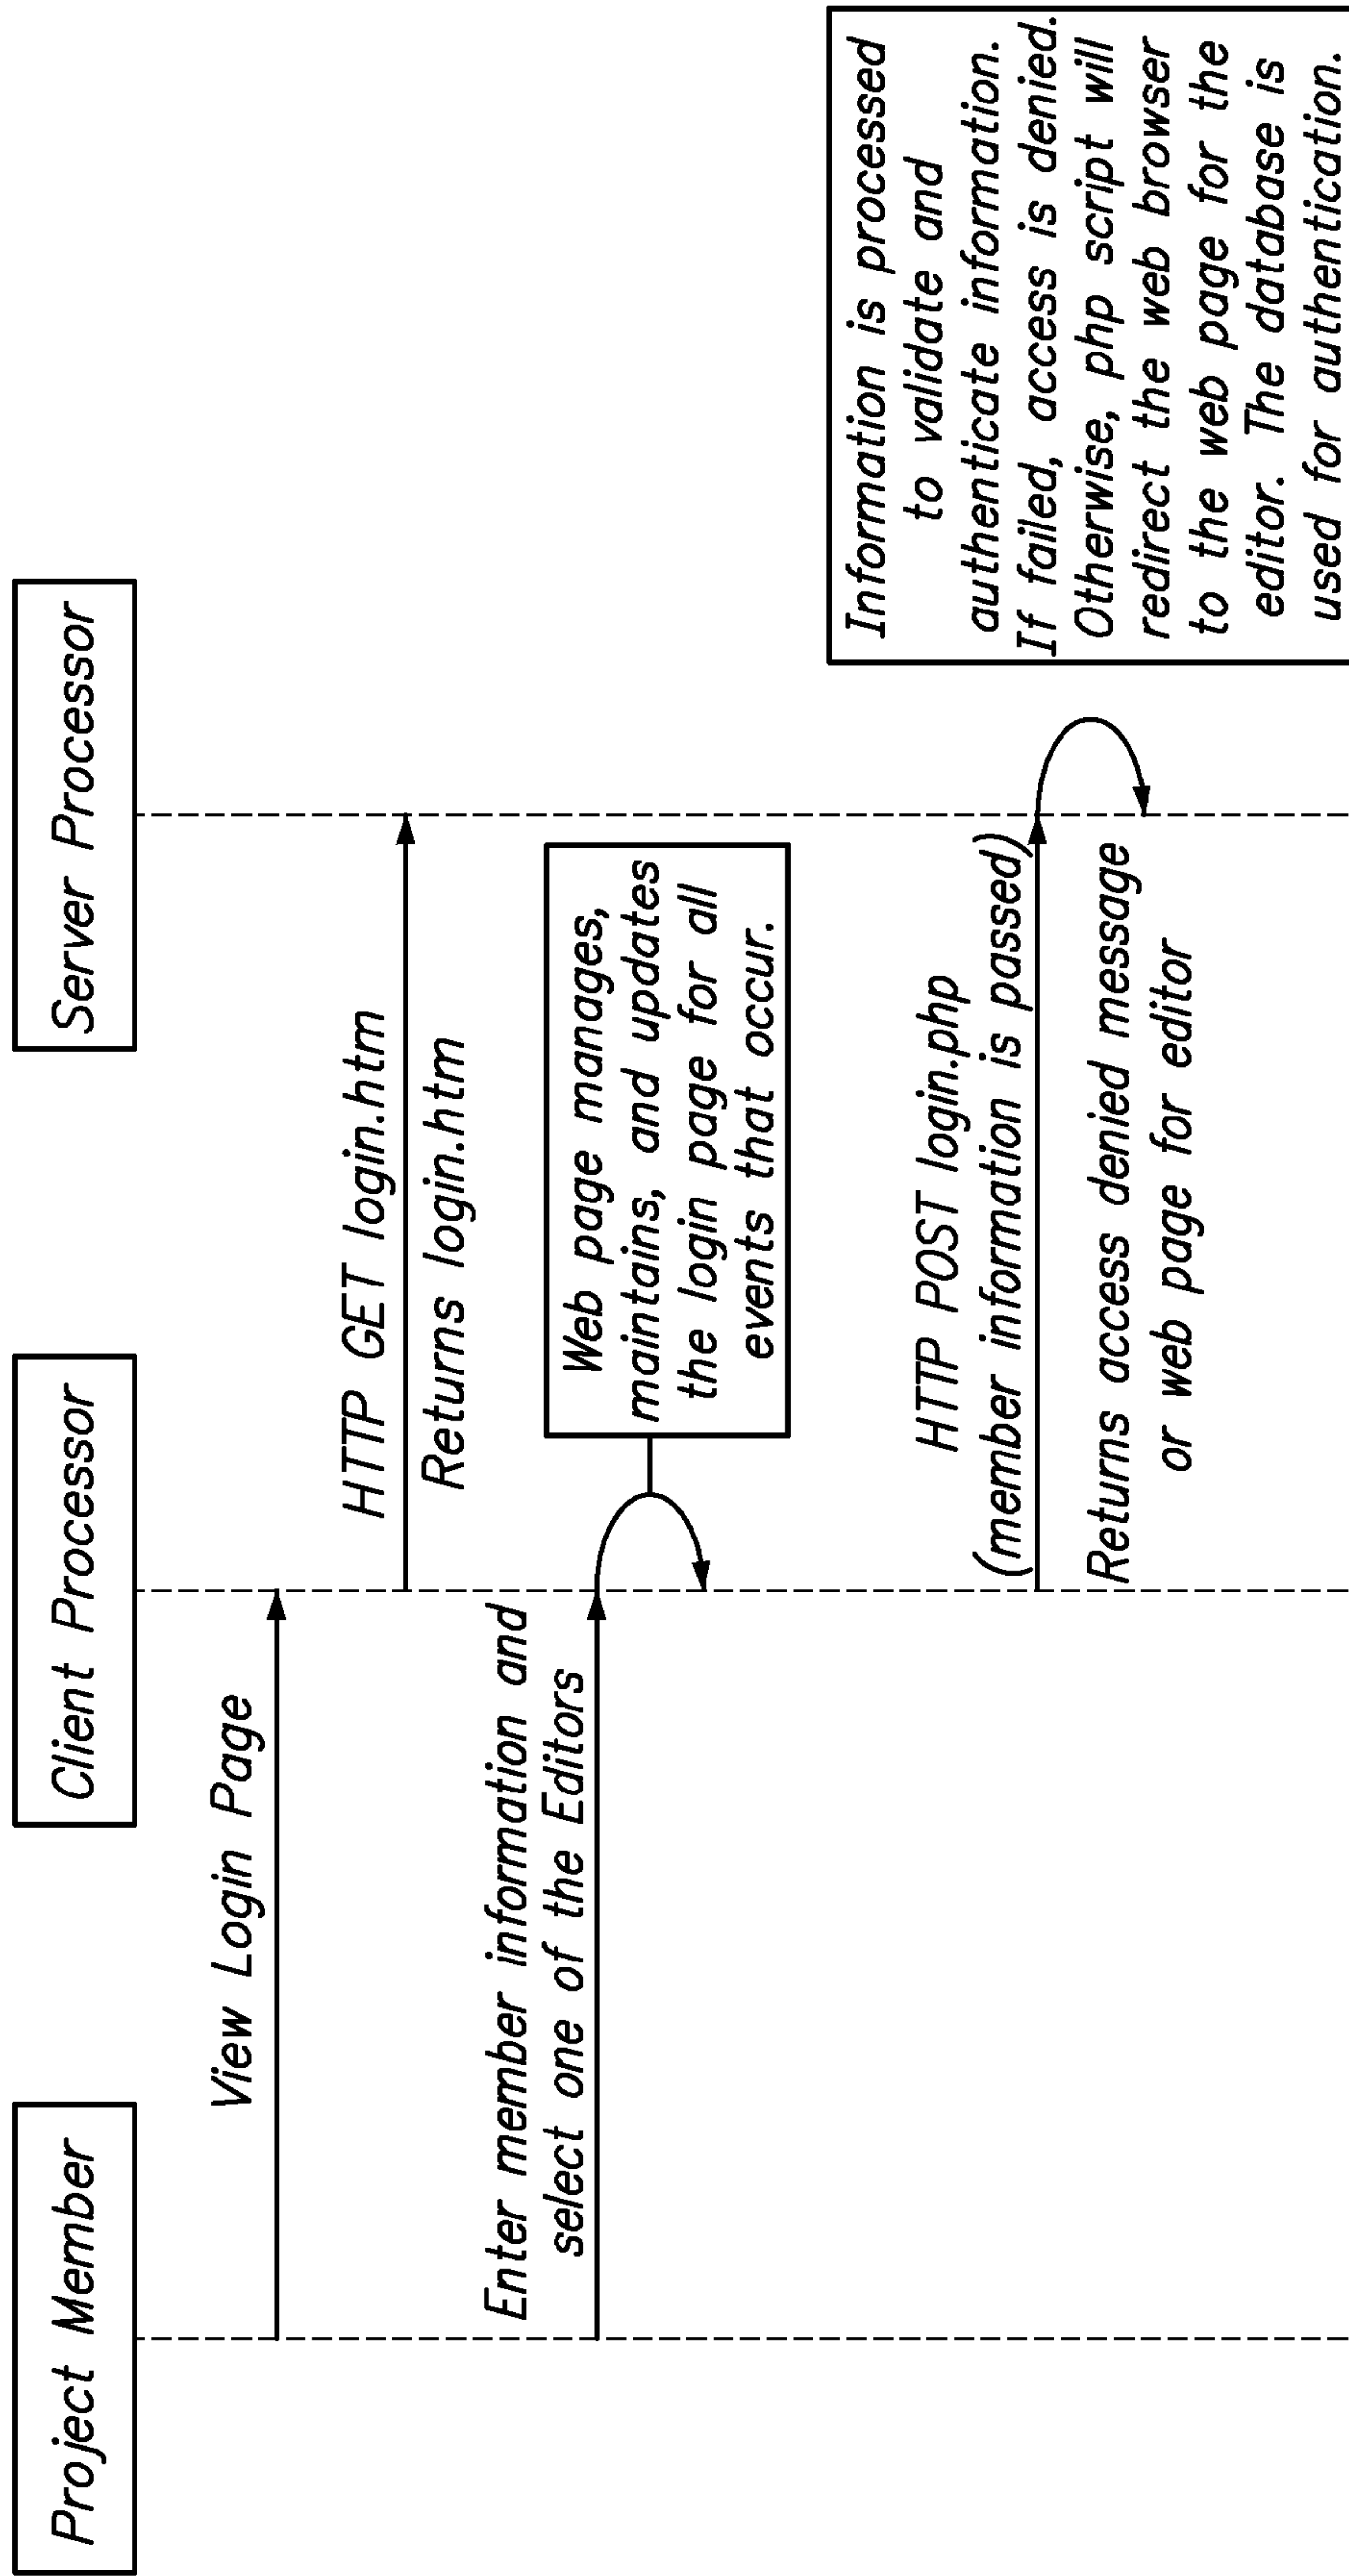 Project Member
Client Processor
Server Processor
View Login Page
HTTP GET login.htm
Returns login.htm
Enter member information and
select one of the Editors
Web page manages,
maintains, and updates
the login page for all
events that occur.
HTTP POST login.php
(member information is passed)
Returns access denied message
or web page for editor
Information is processed
to validate and
authenticate information.
If failed, access is denied.
Otherwise, php script will
redirect the web browser
to the web page for the
editor. The database is
used for authentication.